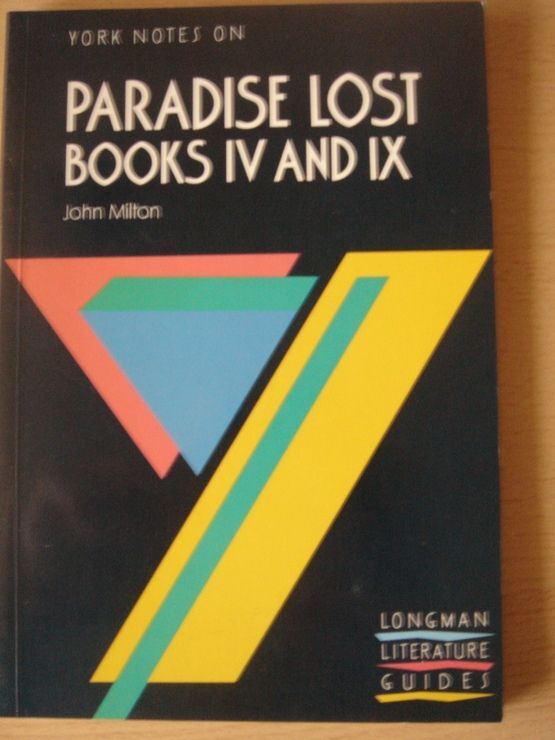 YORK NOTES ON
PARADISE LOST
BOOKS IV AND IX
John Milton
LONGMAN
LITERATURE
GUIDES